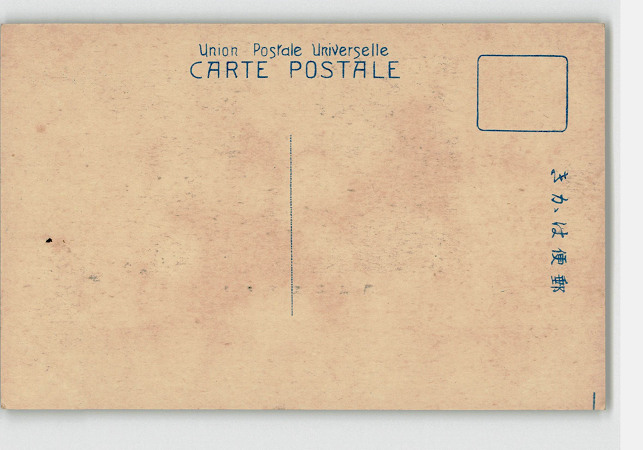 Union Postale Universelle
CARTE POSTALE
郵便はがき